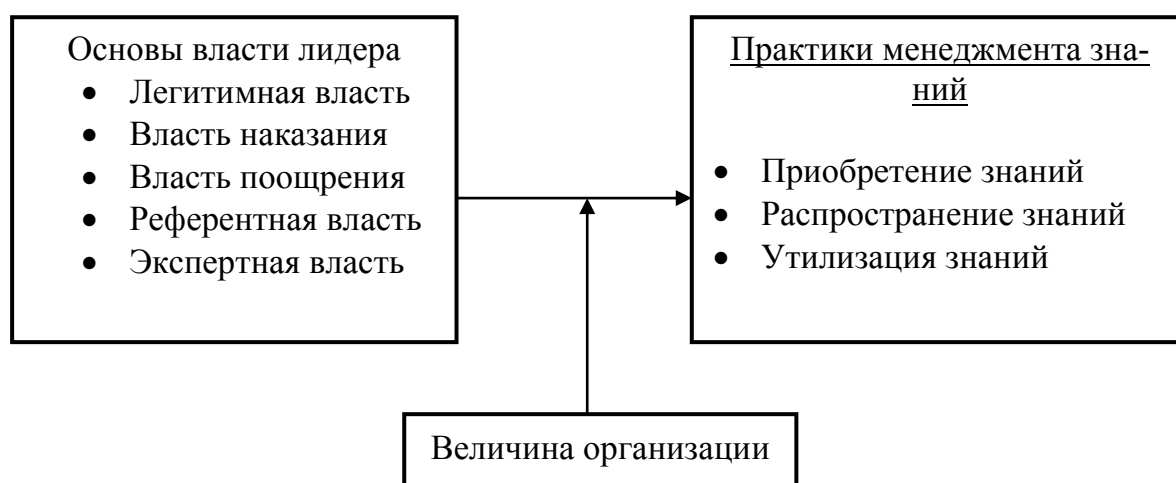 Основы власти лидера
• Легитимная власть
• Власть наказания
• Власть поощрения
• Референтная власть
• Экспертная власть
Практики менеджмента зна-
ний
• Приобретение знаний
• Распространение знаний
• Утилизация знаний
Величина организации